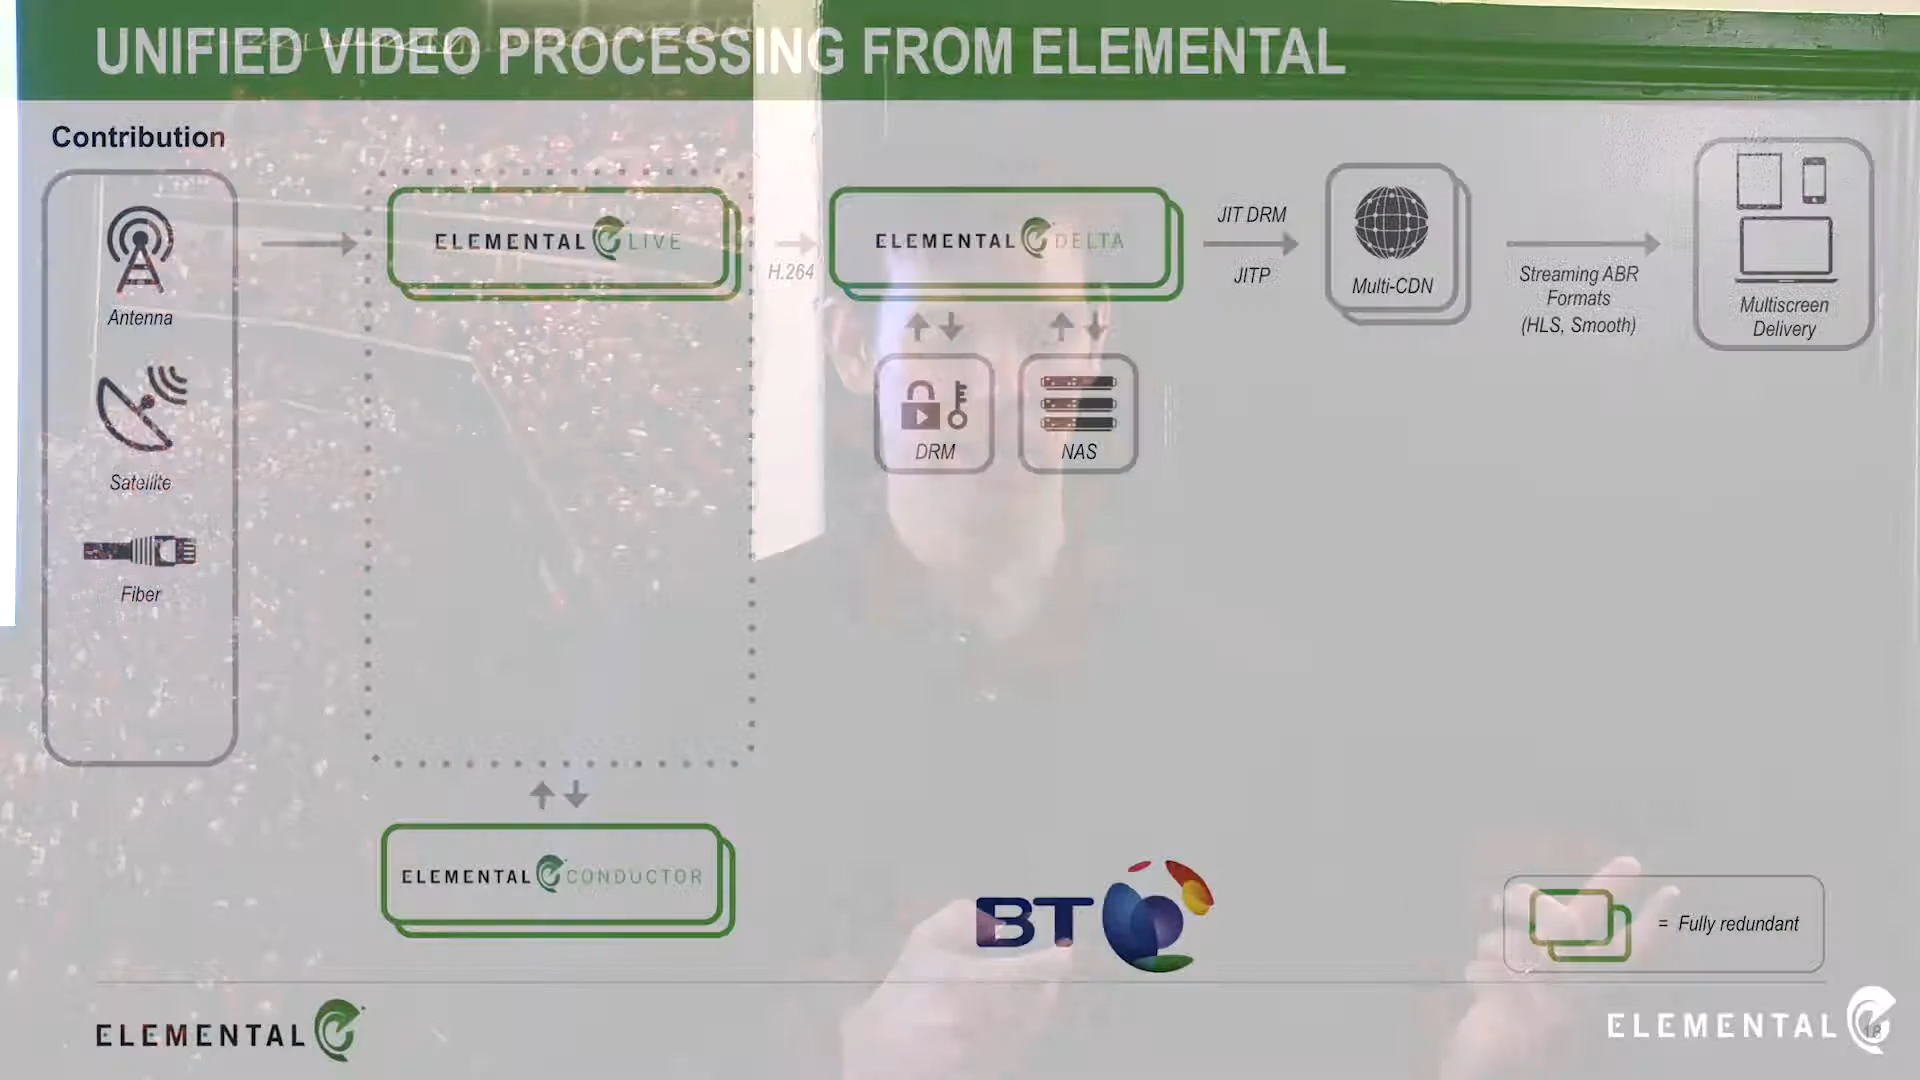 UNIFIED VIDEO PROCESSING FROM ELEMENTAL
Contribution
Antenna
Satellite
Fiber
ELEMENTAL LIVE
H.264
ELEMENTAL DELTA
DRM
NAS
JIT DRM
JITP
Multi-CDN
Streaming ABR
Formats
(HLS, Smooth)
Multiscreen
Delivery
ELEMENTAL CONDUCTOR
BT
= Fully redundant
ELEMENTAL
ELEMENTAL
18